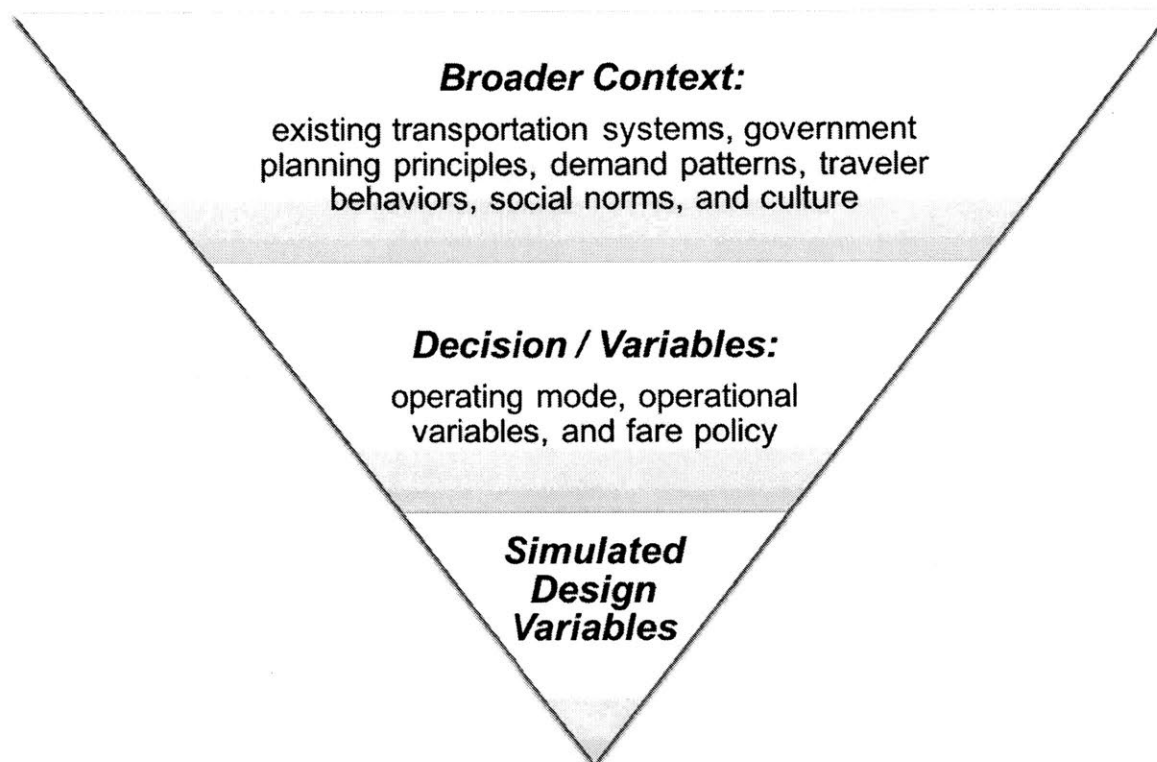 Broader Context:
existing transportation systems, government
planning principles, demand patterns, traveler
behaviors, social norms, and culture
Decision / Variables:
operating mode, operational
variables, and fare policy
Simulated
Design
Variables